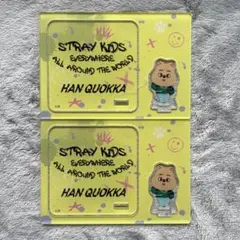 STRAY KIDS
EVERYWHERE
ALL AROUND THE WORLD
HAN QUOKKA
STRAY KIDS
EVERYWHERE
ALL AROUND THE WORLD
HAN QUOKKA